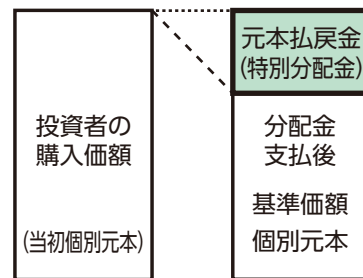 投資者の
購入価額
(当初個別元本)
元本払戻金
(特別分配金)
分配金
支払後
基準価額
個別元本